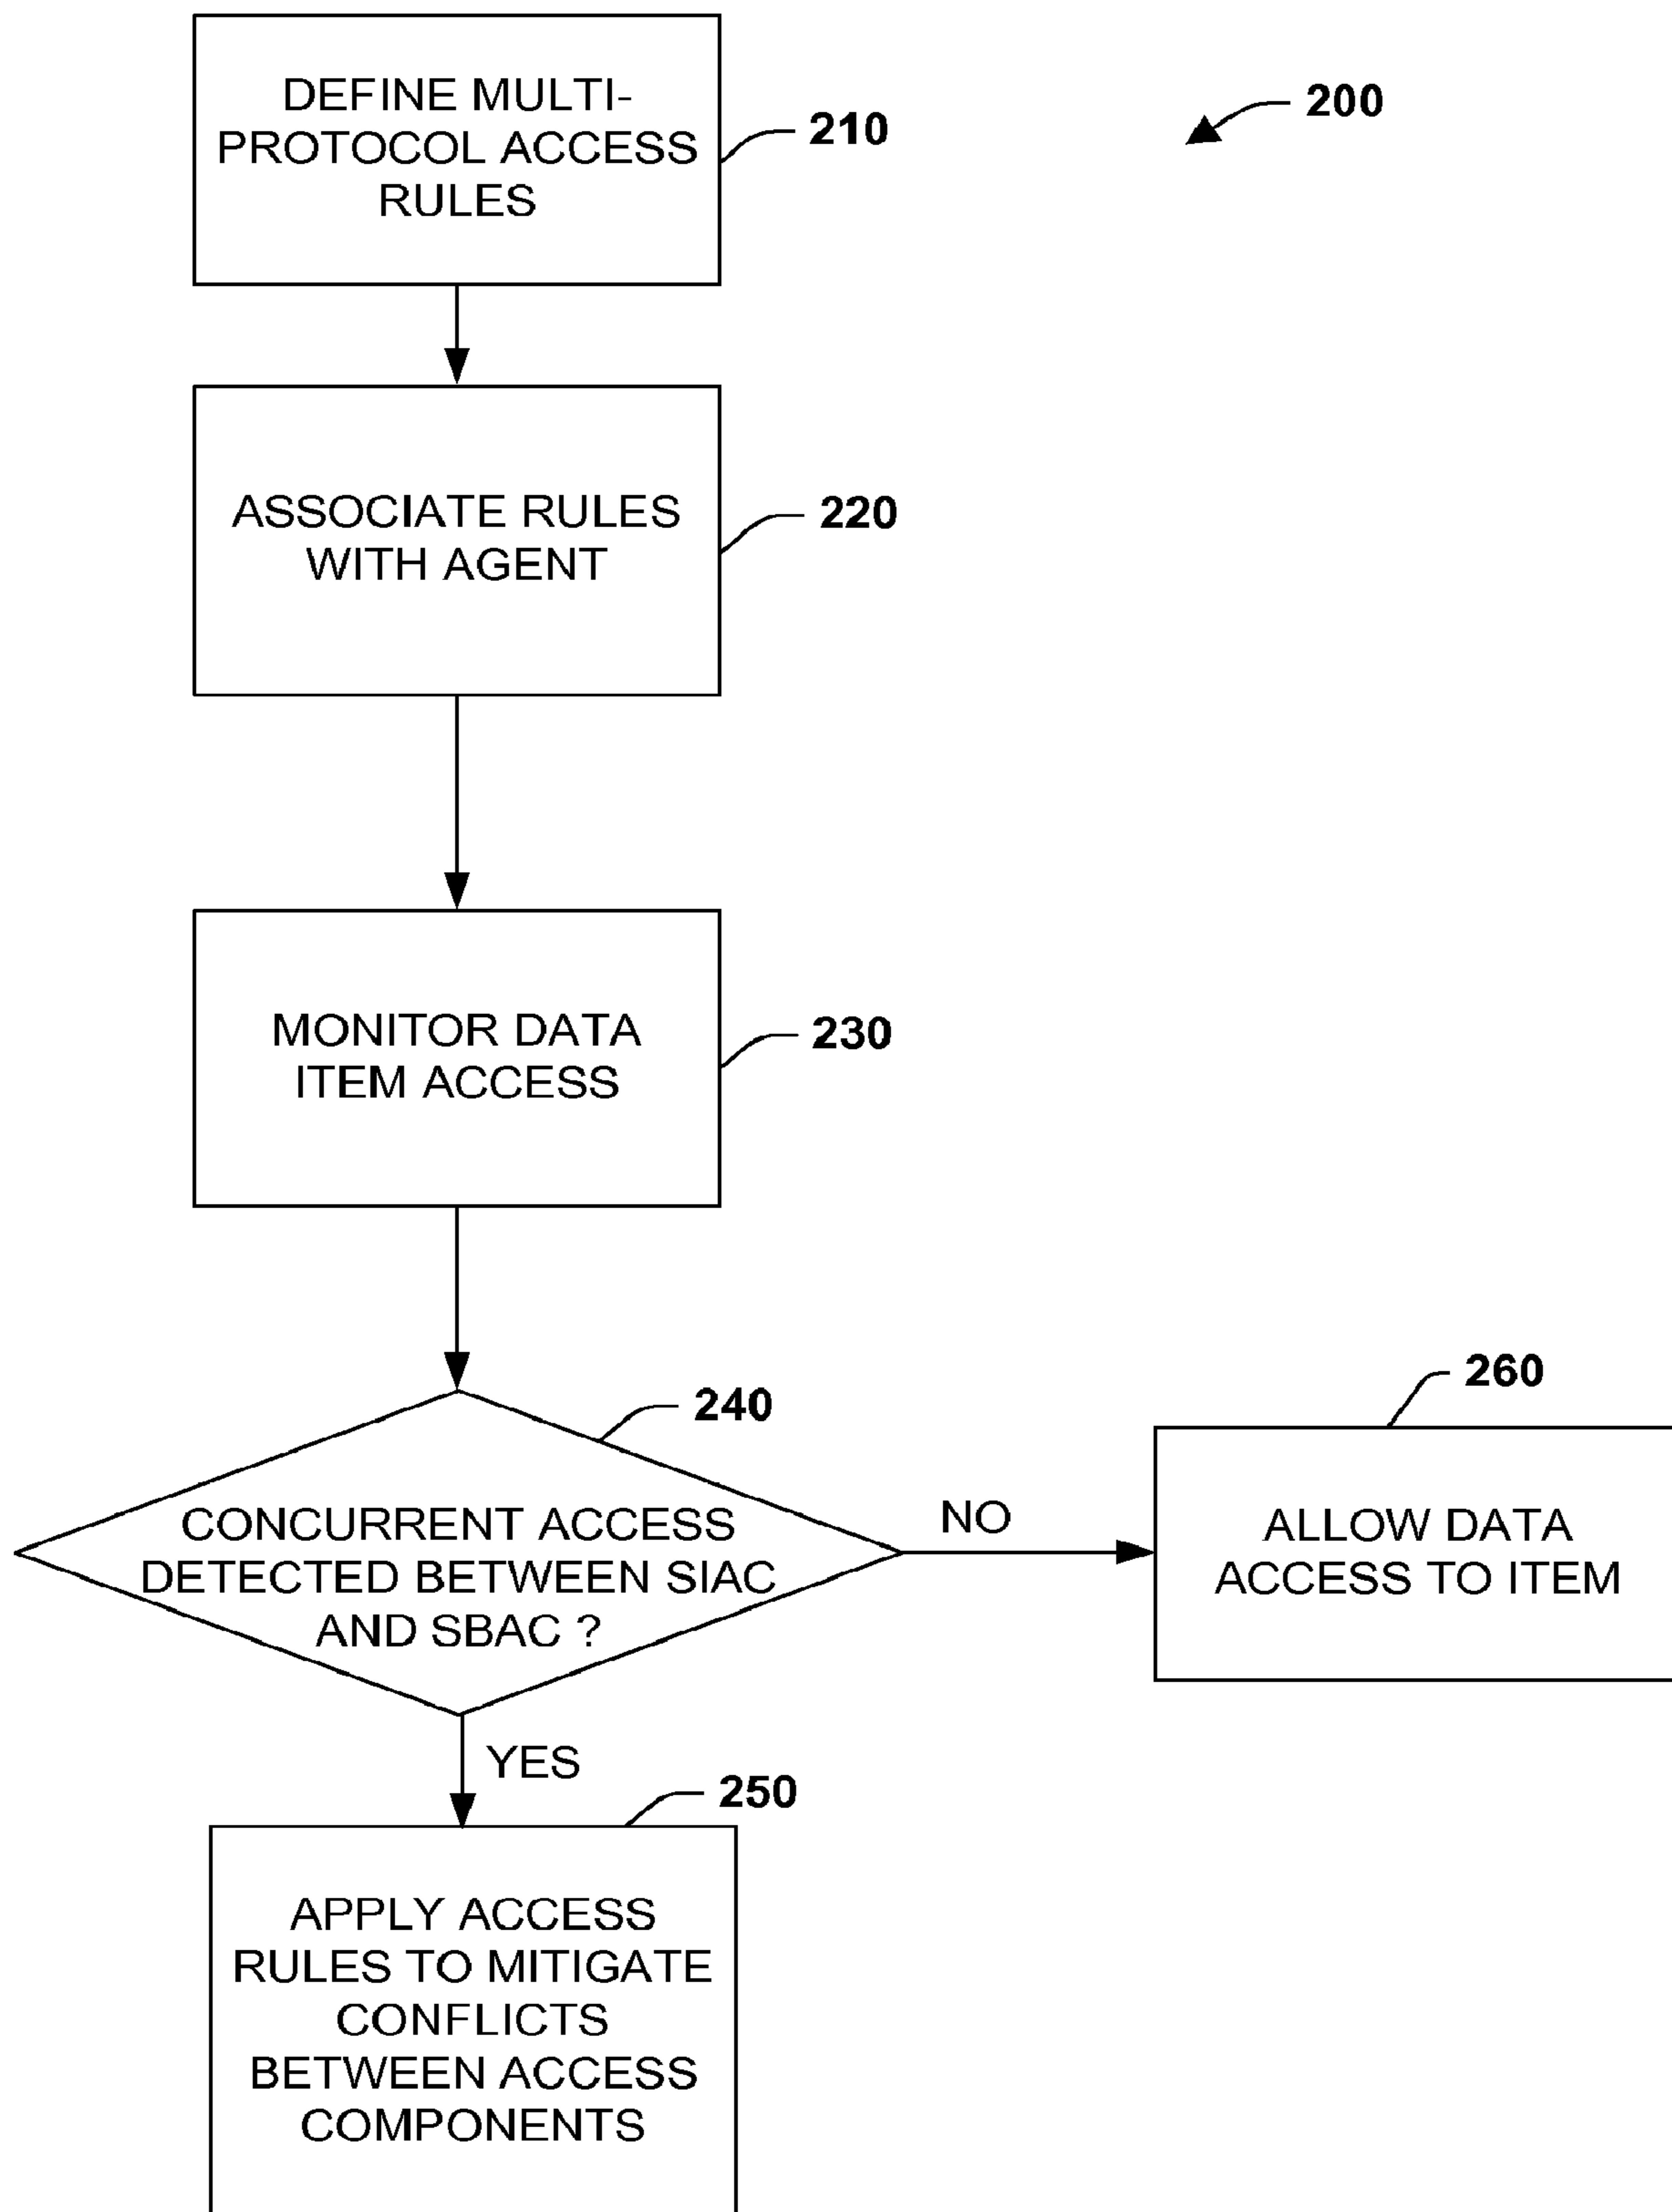 DEFINE MULTI-
PROTOCOL ACCESS
RULES
210
200
ASSOCIATE RULES
WITH AGENT
220
MONITOR DATA
ITEM ACCESS
230
240
CONCURRENT ACCESS
DETECTED BETWEEN SIAC
AND SBAC ?
NO
260
ALLOW DATA
ACCESS TO ITEM
YES
250
APPLY ACCESS
RULES TO MITIGATE
CONFLICTS
BETWEEN ACCESS
COMPONENTS